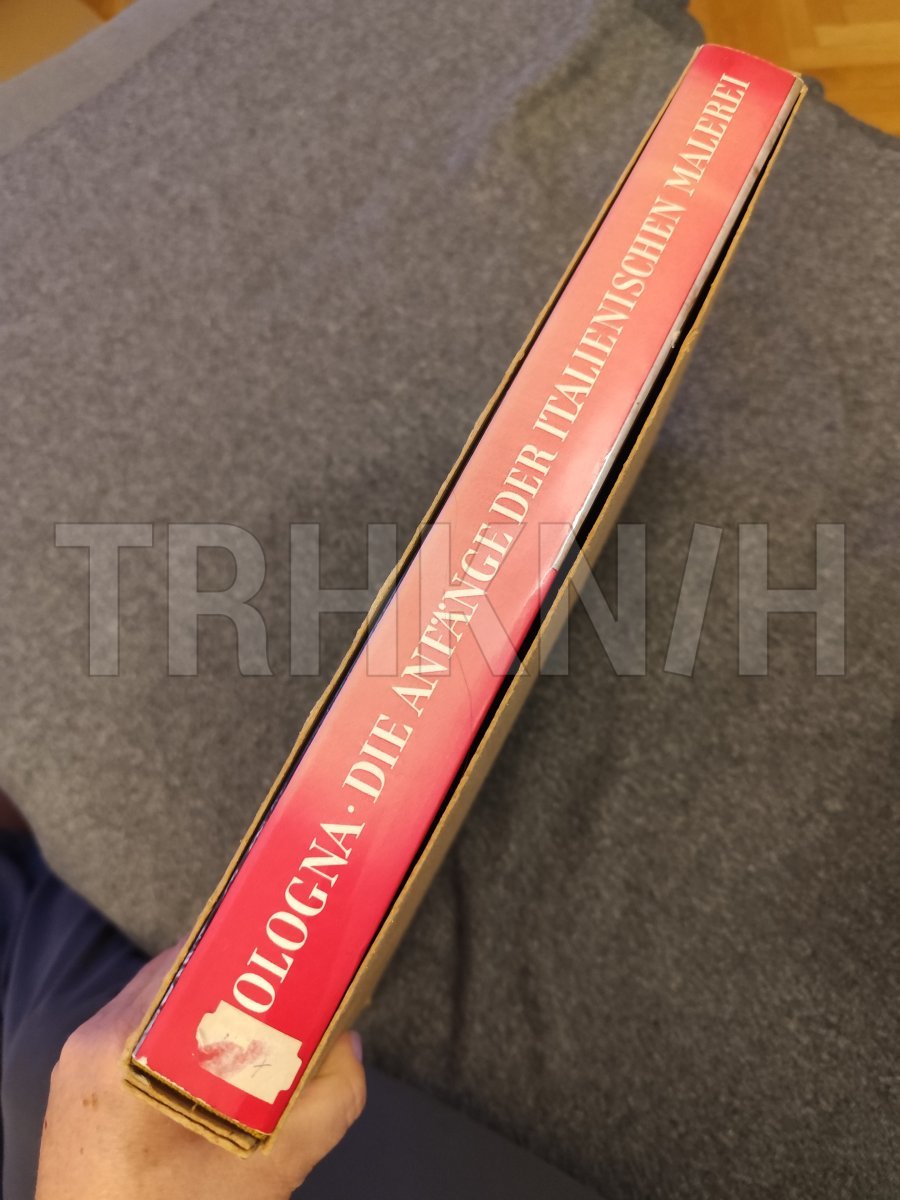 OLOGNA · DIE ANFÄNGE DER ITALIENISCHEN MALEREI
TRHKN/H